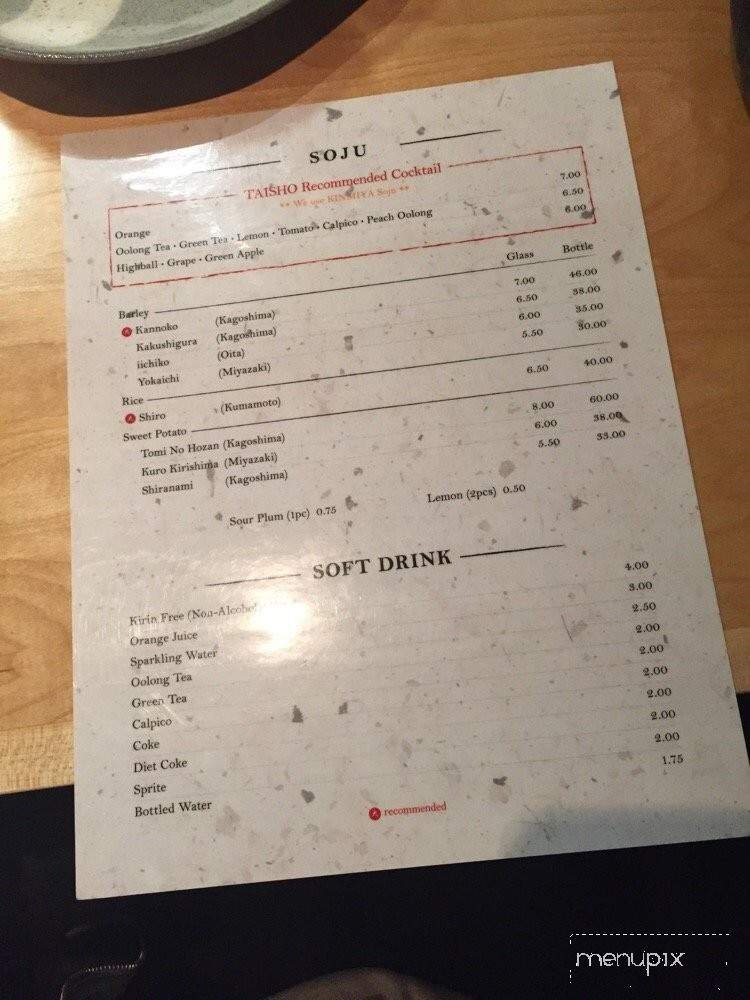 SOJU
TAISHO Recommended Cocktail
** We use KINMIYA Soju **
Orange 7.00
Oolong Tea • Green Tea • Lemon • Tomato • Calpico • Peach Oolong 6.50
Highball • Grape • Green Apple 6.00
Glass Bottle
Barley
Kannoko (Kagoshima) 7.00 46.00
Kakushigura (Kagoshima) 6.50 38.00
iichiko (Oita) 6.00 35.00
Yokaichi (Miyazaki) 5.50 30.00
Rice
Shiro (Kumamoto) 6.50 40.00
Sweet Potato
Tomi No Hozan (Kagoshima) 8.00 60.00
Kuro Kirishima (Miyazaki) 6.00 38.00
Shiranami (Kagoshima) 5.50 33.00
Sour Plum (1pc) 0.75 Lemon (2pcs) 0.50
SOFT DRINK
Kirin Free (Non-Alcohol 4.00
Orange Juice 3.00
Sparkling Water 2.50
Oolong Tea 2.00
Green Tea 2.00
Calpico 2.00
Coke 2.00
Diet Coke 2.00
Sprite 2.00
Bottled Water 1.75
recommended
menupix